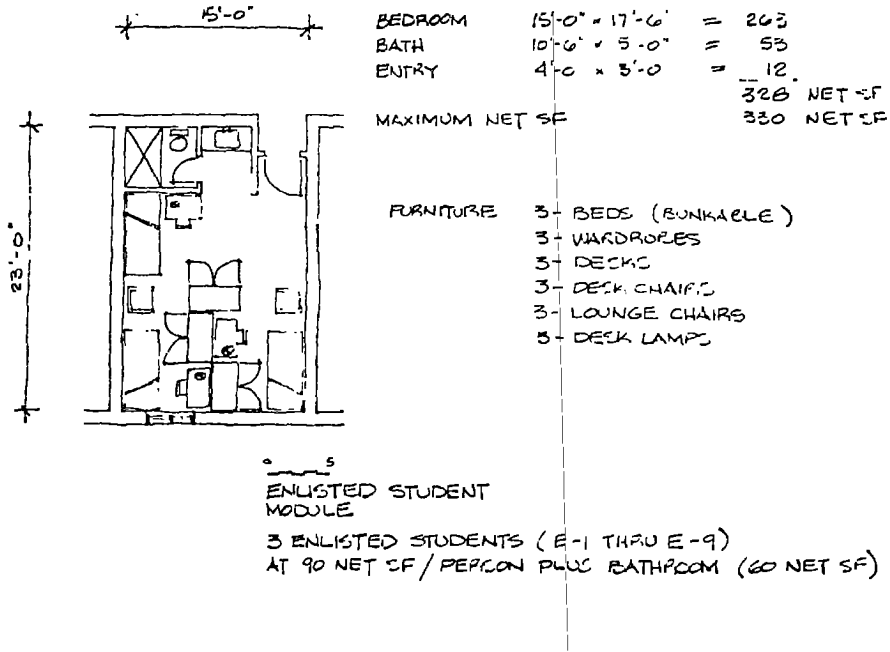 15'-0"
BEDROOM 15'-0" × 17'-6" = 263
BATH 10'-6" × 5'-0" = 53
ENTRY 4'-0 × 3'-0 = 12
328 NET SF
MAXIMUM NET SF 330 NET SF
23'-0"
FURNITURE 3- BEDS (BUNKABLE)
3- WARDROBES
3- DESKS
3- DESK CHAIRS
3- LOUNGE CHAIRS
3- DESK LAMPS
0 5
ENLISTED STUDENT
MODULE
3 ENLISTED STUDENTS (E-1 THRU E-9)
AT 90 NET SF/PERSON PLUS BATHROOM (60 NET SF)